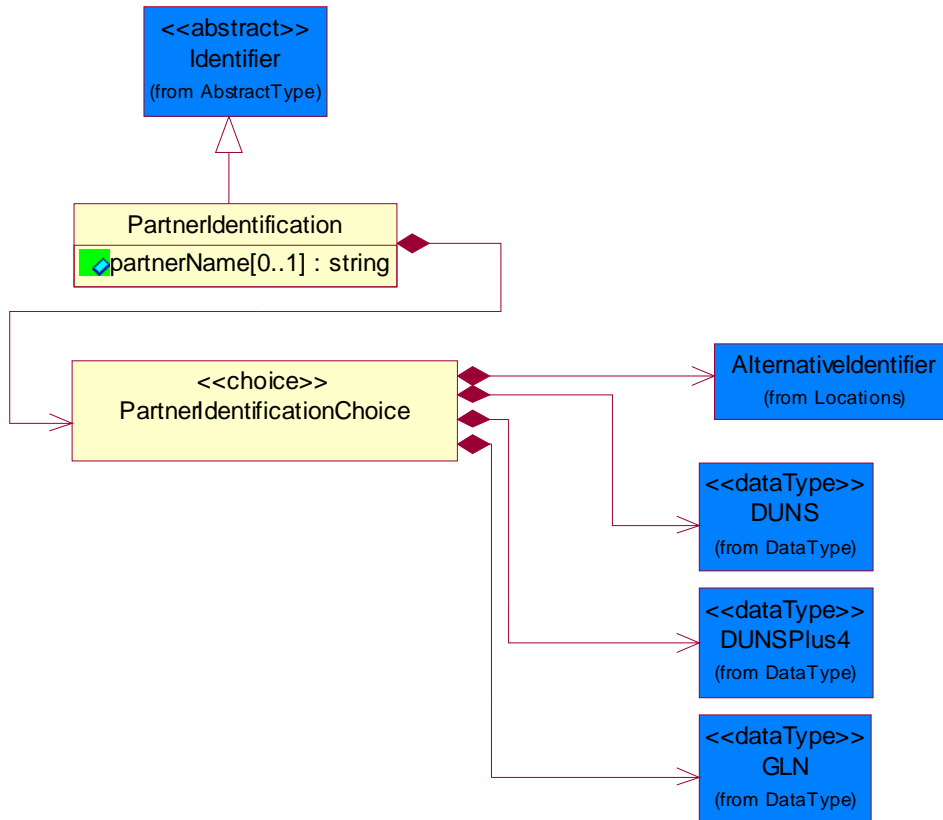 <<abstract>>
Identifier
(from AbstractType)
PartnerIdentification
partnerName[0..1] : string
<<choice>>
PartnerIdentificationChoice
AlternativeIdentifier
(from Locations)
<<dataType>>
DUNS
(from DataType)
<<dataType>>
DUNSPlus4
(from DataType)
<<dataType>>
GLN
(from DataType)